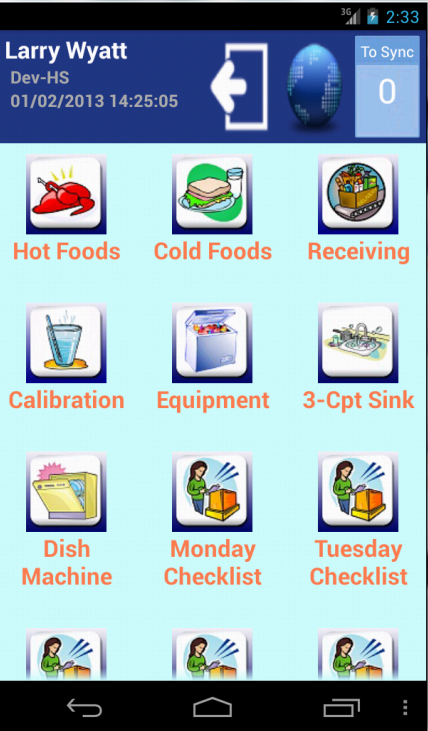 3G 2:33
Larry Wyatt
Dev-HS
01/02/2013 14:25:05
To Sync
0
Hot Foods
Cold Foods
Receiving
Calibration
Equipment
3-Cpt Sink
Dish
Machine
Monday
Checklist
Tuesday
Checklist